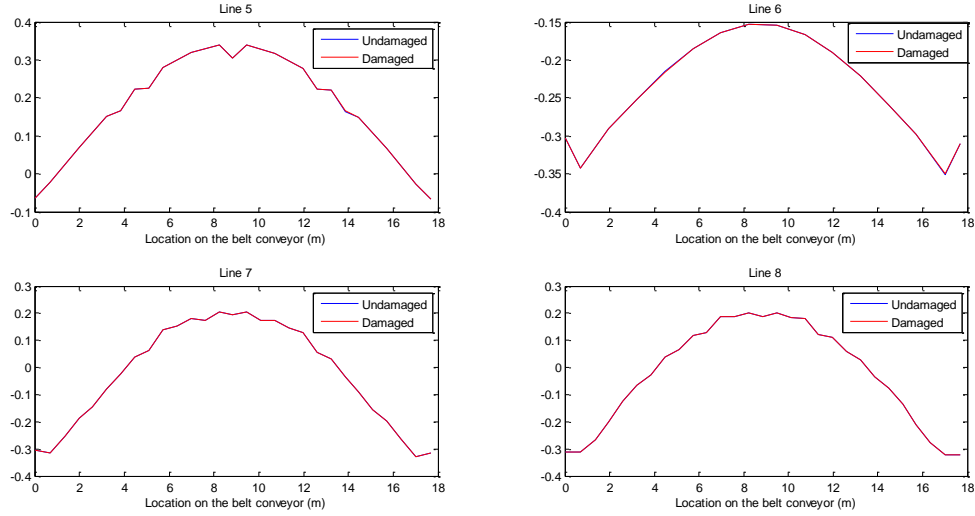 Line 5
0.4
0.3
0.2
0.1
0
-0.1
0 2 4 6 8 10 12 14 16 18
Location on the belt conveyor (m)
Undamaged
Damaged
Line 6
-0.15
-0.2
-0.25
-0.3
-0.35
-0.4
0 2 4 6 8 10 12 14 16 18
Location on the belt conveyor (m)
Undamaged
Damaged
Line 7
0.3
0.2
0.1
0
-0.1
-0.2
-0.3
-0.4
0 2 4 6 8 10 12 14 16 18
Location on the belt conveyor (m)
Undamaged
Damaged
Line 8
0.3
0.2
0.1
0
-0.1
-0.2
-0.3
-0.4
0 2 4 6 8 10 12 14 16 18
Location on the belt conveyor (m)
Undamaged
Damaged